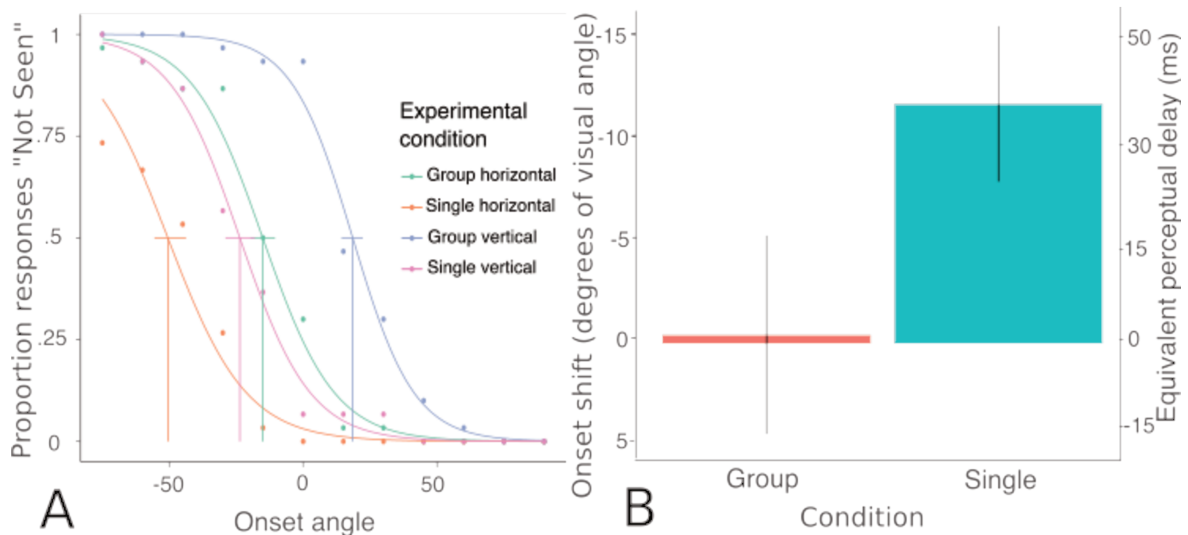 Proportion responses "Not Seen"
1
.75
.5
.25
0
-50
0
50
Onset angle
A
Experimental
condition
Group horizontal
Single horizontal
Group vertical
Single vertical
Onset shift (degrees of visual angle)
-15
-10
-5
0
5
Group
Single
Condition
B
50
30
15
0
-15
Equivalent perceptual delay (ms)